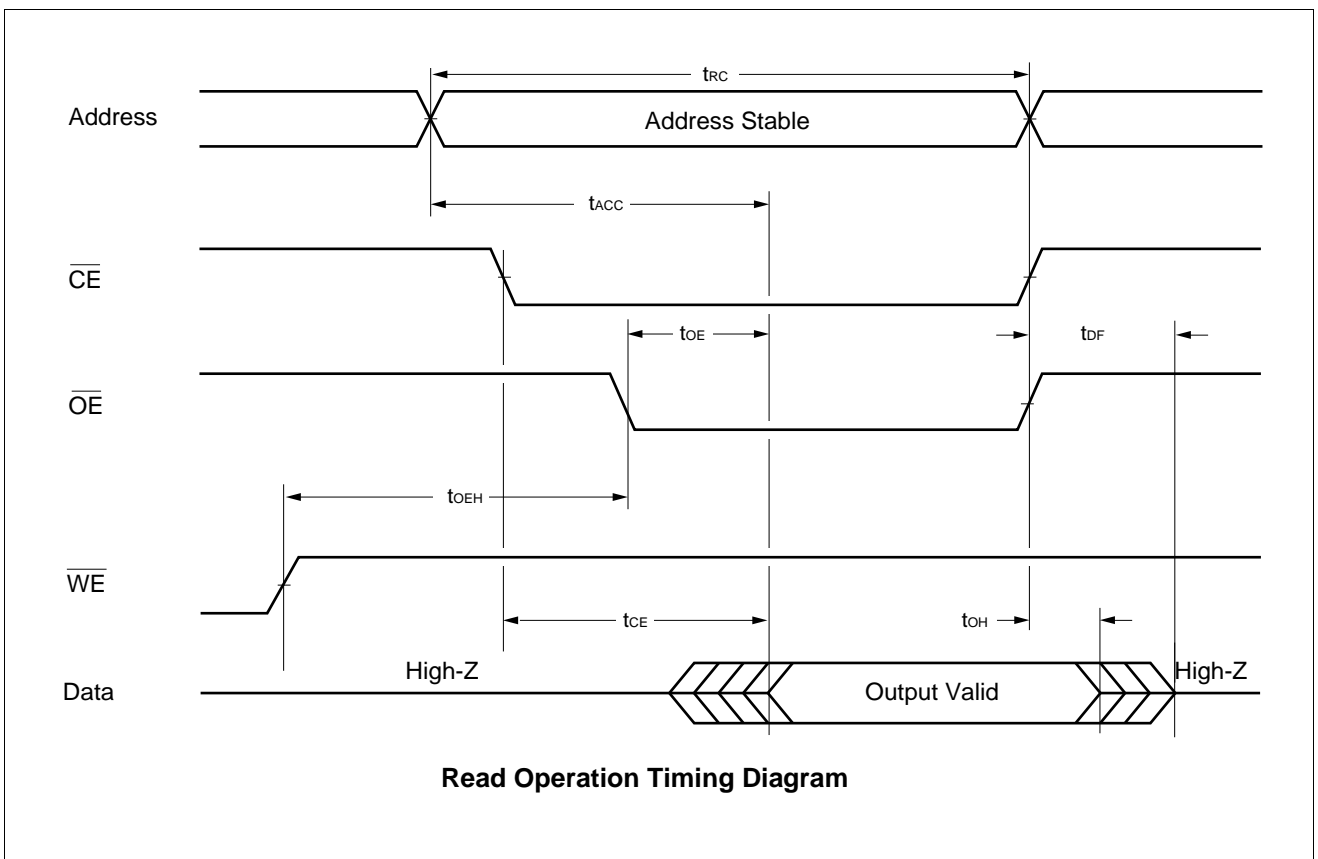 tRC
Address
Address Stable
tACC
CE
tOE
tDF
OE
tOEH
WE
tCE
tOH
High-Z
High-Z
Data
Output Valid
Read Operation Timing Diagram